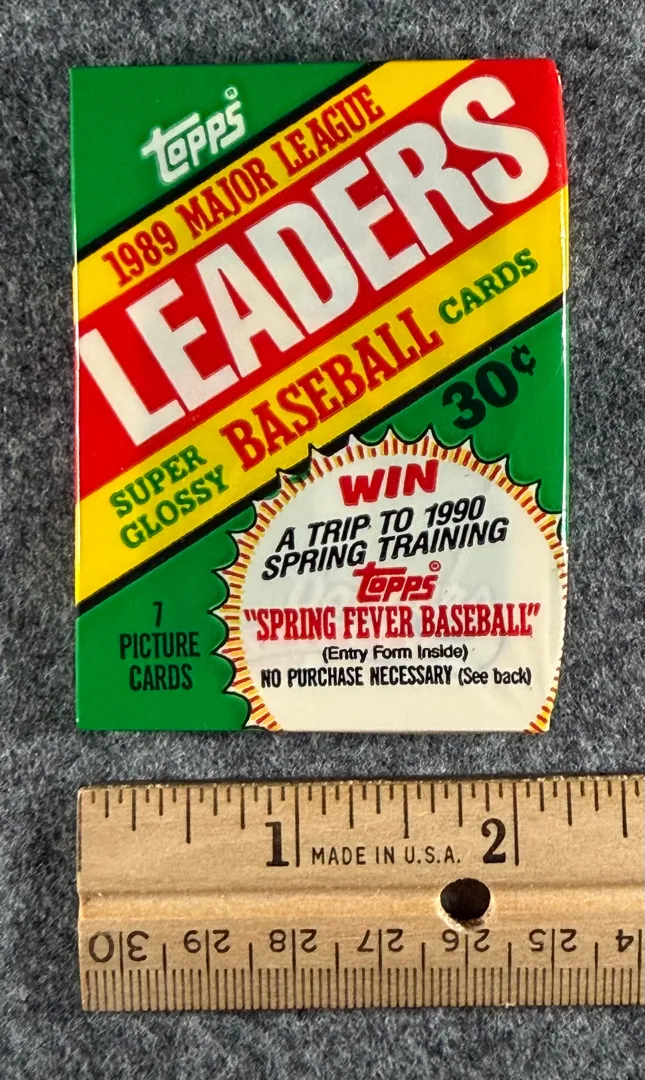 Topps®
1989 MAJOR LEAGUE
LEADERS
SUPER GLOSSY BASEBALL CARDS
30¢
WIN
A TRIP TO 1990
SPRING TRAINING
Topps®
"SPRING FEVER BASEBALL"
(Entry Form Inside)
NO PURCHASE NECESSARY (See back)
7
PICTURE
CARDS
1 MADE IN U.S.A. 2
30 29 28 27 26 25